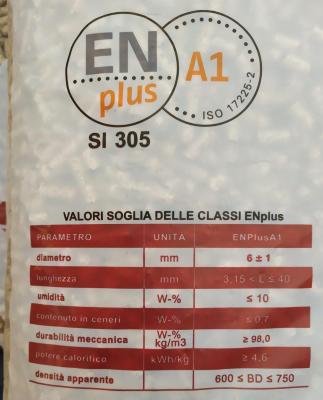 EN
plus
A1
ISO 17225-2
SI 305
VALORI SOGLIA DELLE CLASSI ENplus
PARAMETRO UNITA ENPlusA1
diametro mm 6 ± 1
lunghezza mm 3,15 < L ≤ 40
umidità W-% ≤ 10
contenuto in ceneri W-% ≤ 0,7
durabilità meccanica W-% kg/m3 ≥ 98,0
potere calorifico kWh/kg ≥ 4,6
densità apparente 600 ≤ BD ≤ 750